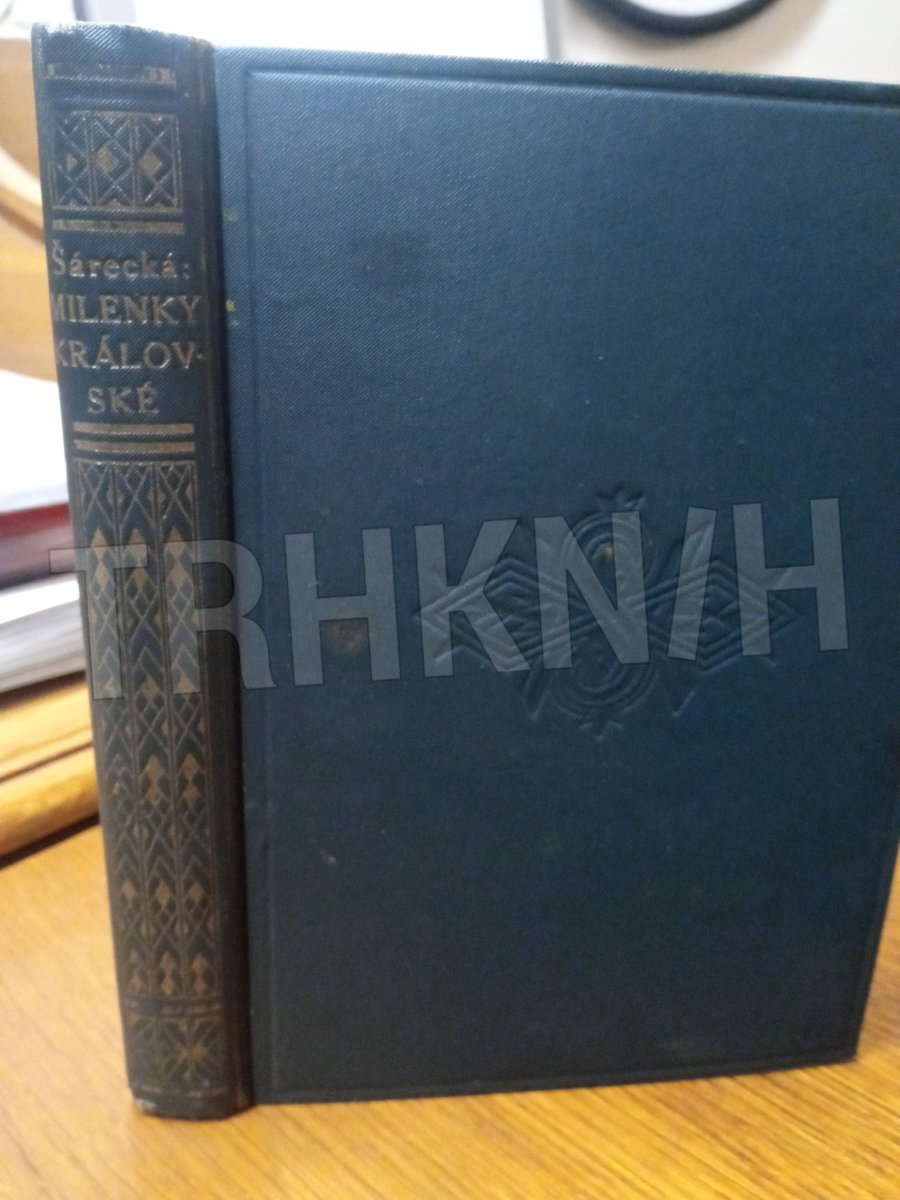 Šárecká:
MILENKY
KRÁLOV-
SKÉ
TRHKNIH